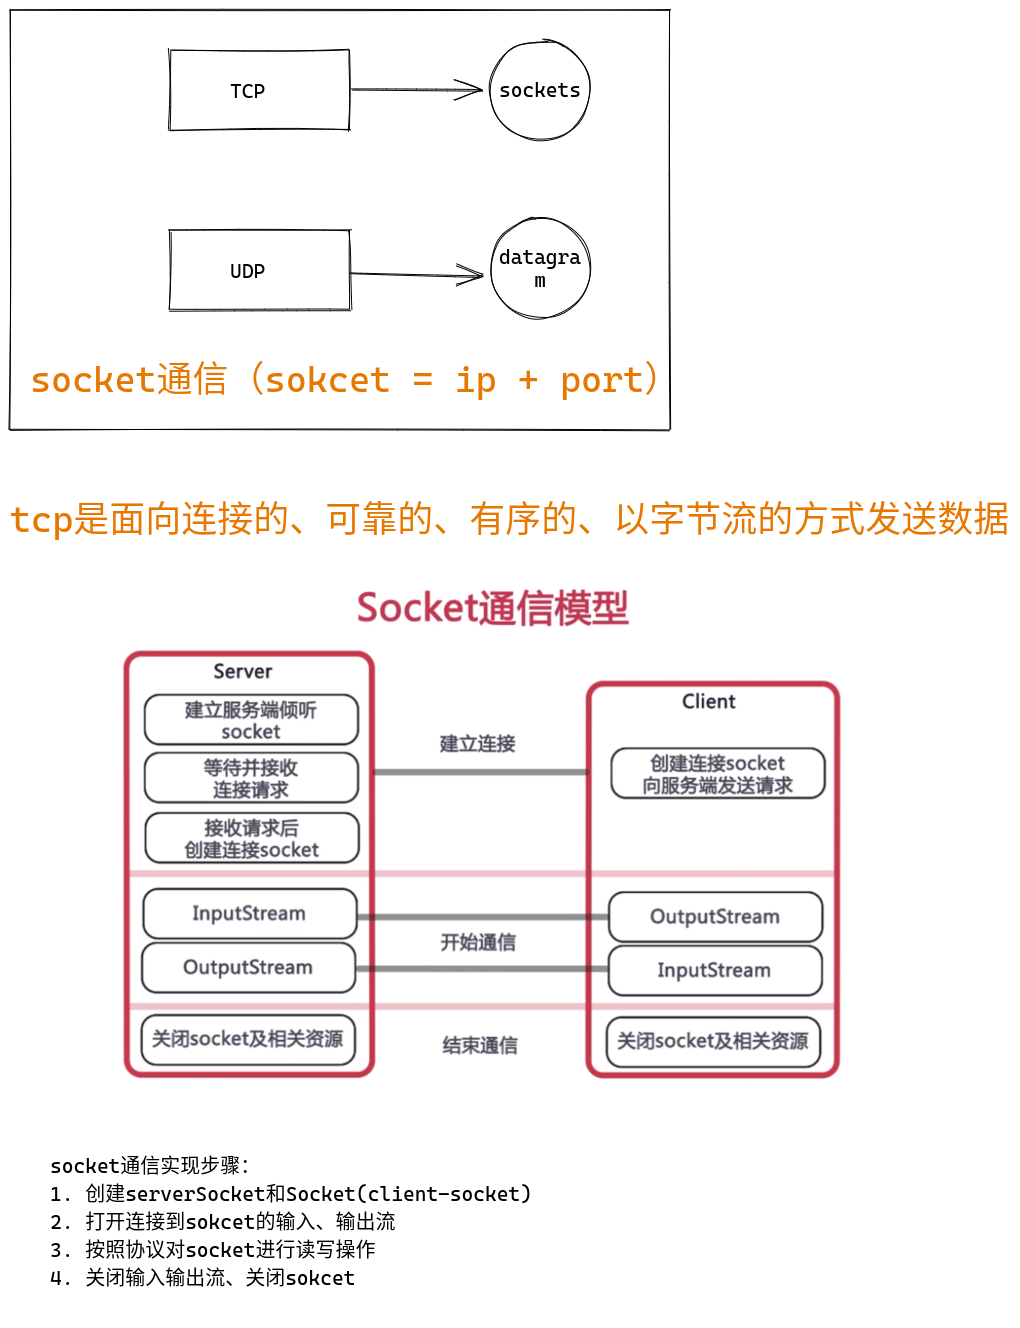 TCP
sockets
UDP
datagra
m
socket通信（sokcet = ip + port）
tcp是面向连接的、可靠的、有序的、以字节流的方式发送数据
Socket通信模型
Server
建立服务端倾听
socket
等待并接收
连接请求
接收请求后
创建连接socket
建立连接
Client
创建连接socket
向服务端发送请求
InputStream
OutputStream
开始通信
OutputStream
InputStream
关闭socket及相关资源
结束通信
关闭socket及相关资源
socket通信实现步骤：
1. 创建serverSocket和Socket(client-socket)
2. 打开连接到sokcet的输入、输出流
3. 按照协议对socket进行读写操作
4. 关闭输入输出流、关闭sokcet